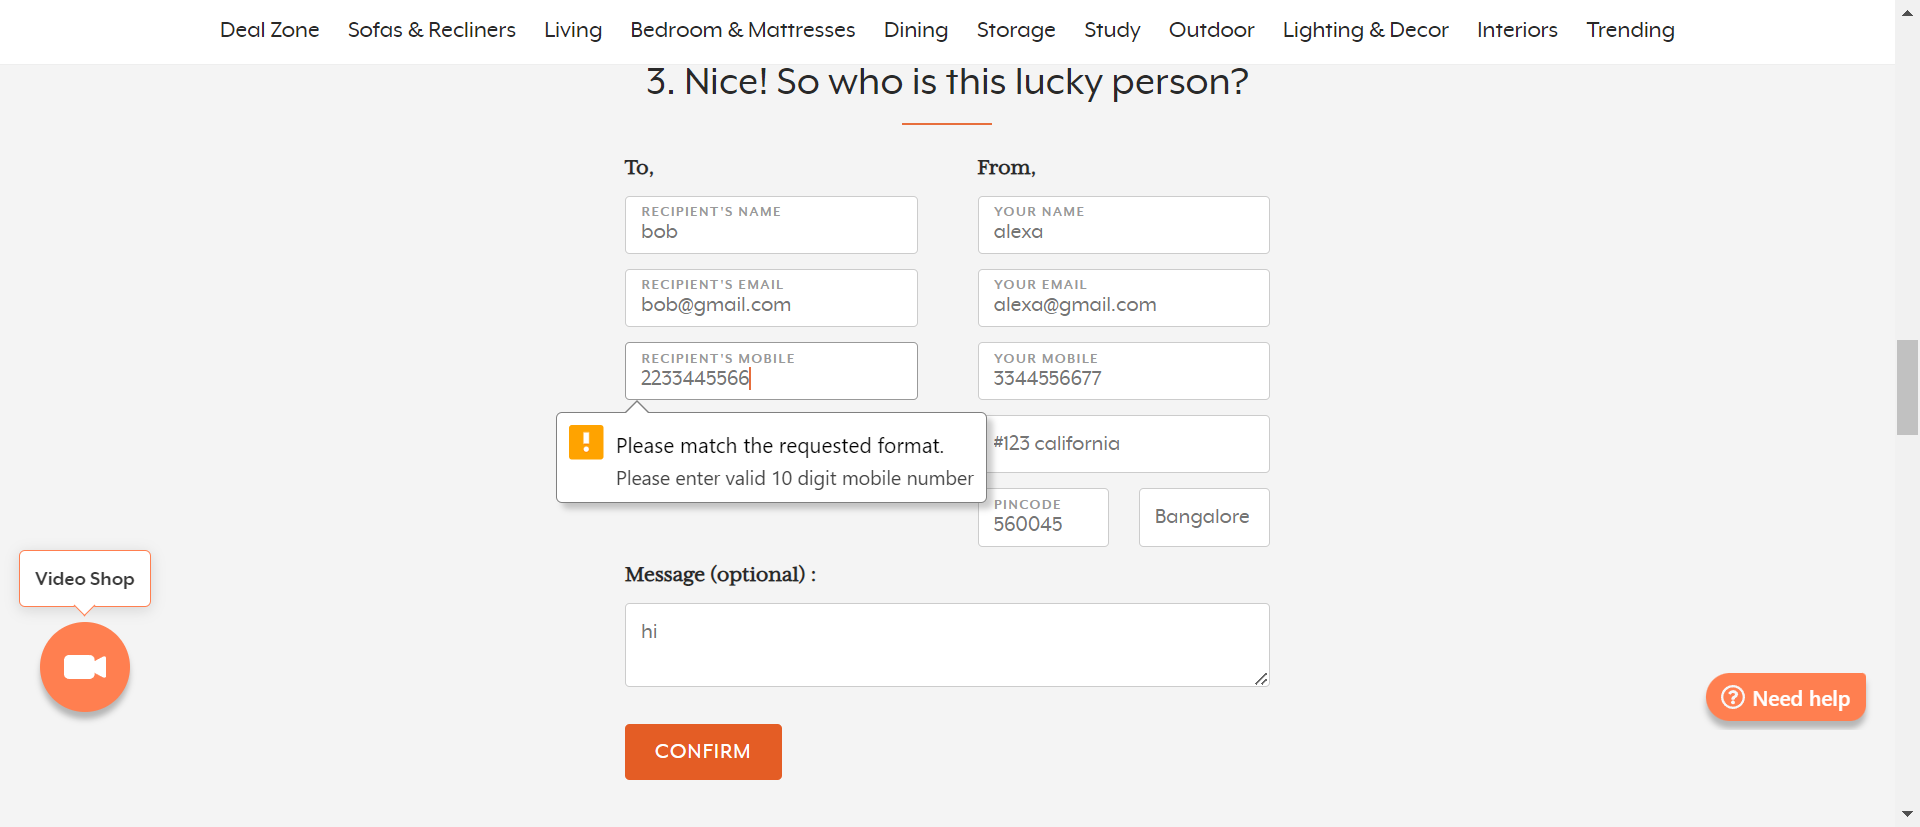 Deal Zone Sofas & Recliners Living Bedroom & Mattresses Dining Storage Study Outdoor Lighting & Decor Interiors Trending
3. Nice! So who is this lucky person?
To,
RECIPIENT'S NAME
bob
RECIPIENT'S EMAIL
bob@gmail.com
RECIPIENT'S MOBILE
2233445566
Please match the requested format.
Please enter valid 10 digit mobile number
From,
YOUR NAME
alexa
YOUR EMAIL
alexa@gmail.com
YOUR MOBILE
3344556677
#123 california
PINCODE
560045
Bangalore
Message (optional) :
hi
CONFIRM
Video Shop
Need help